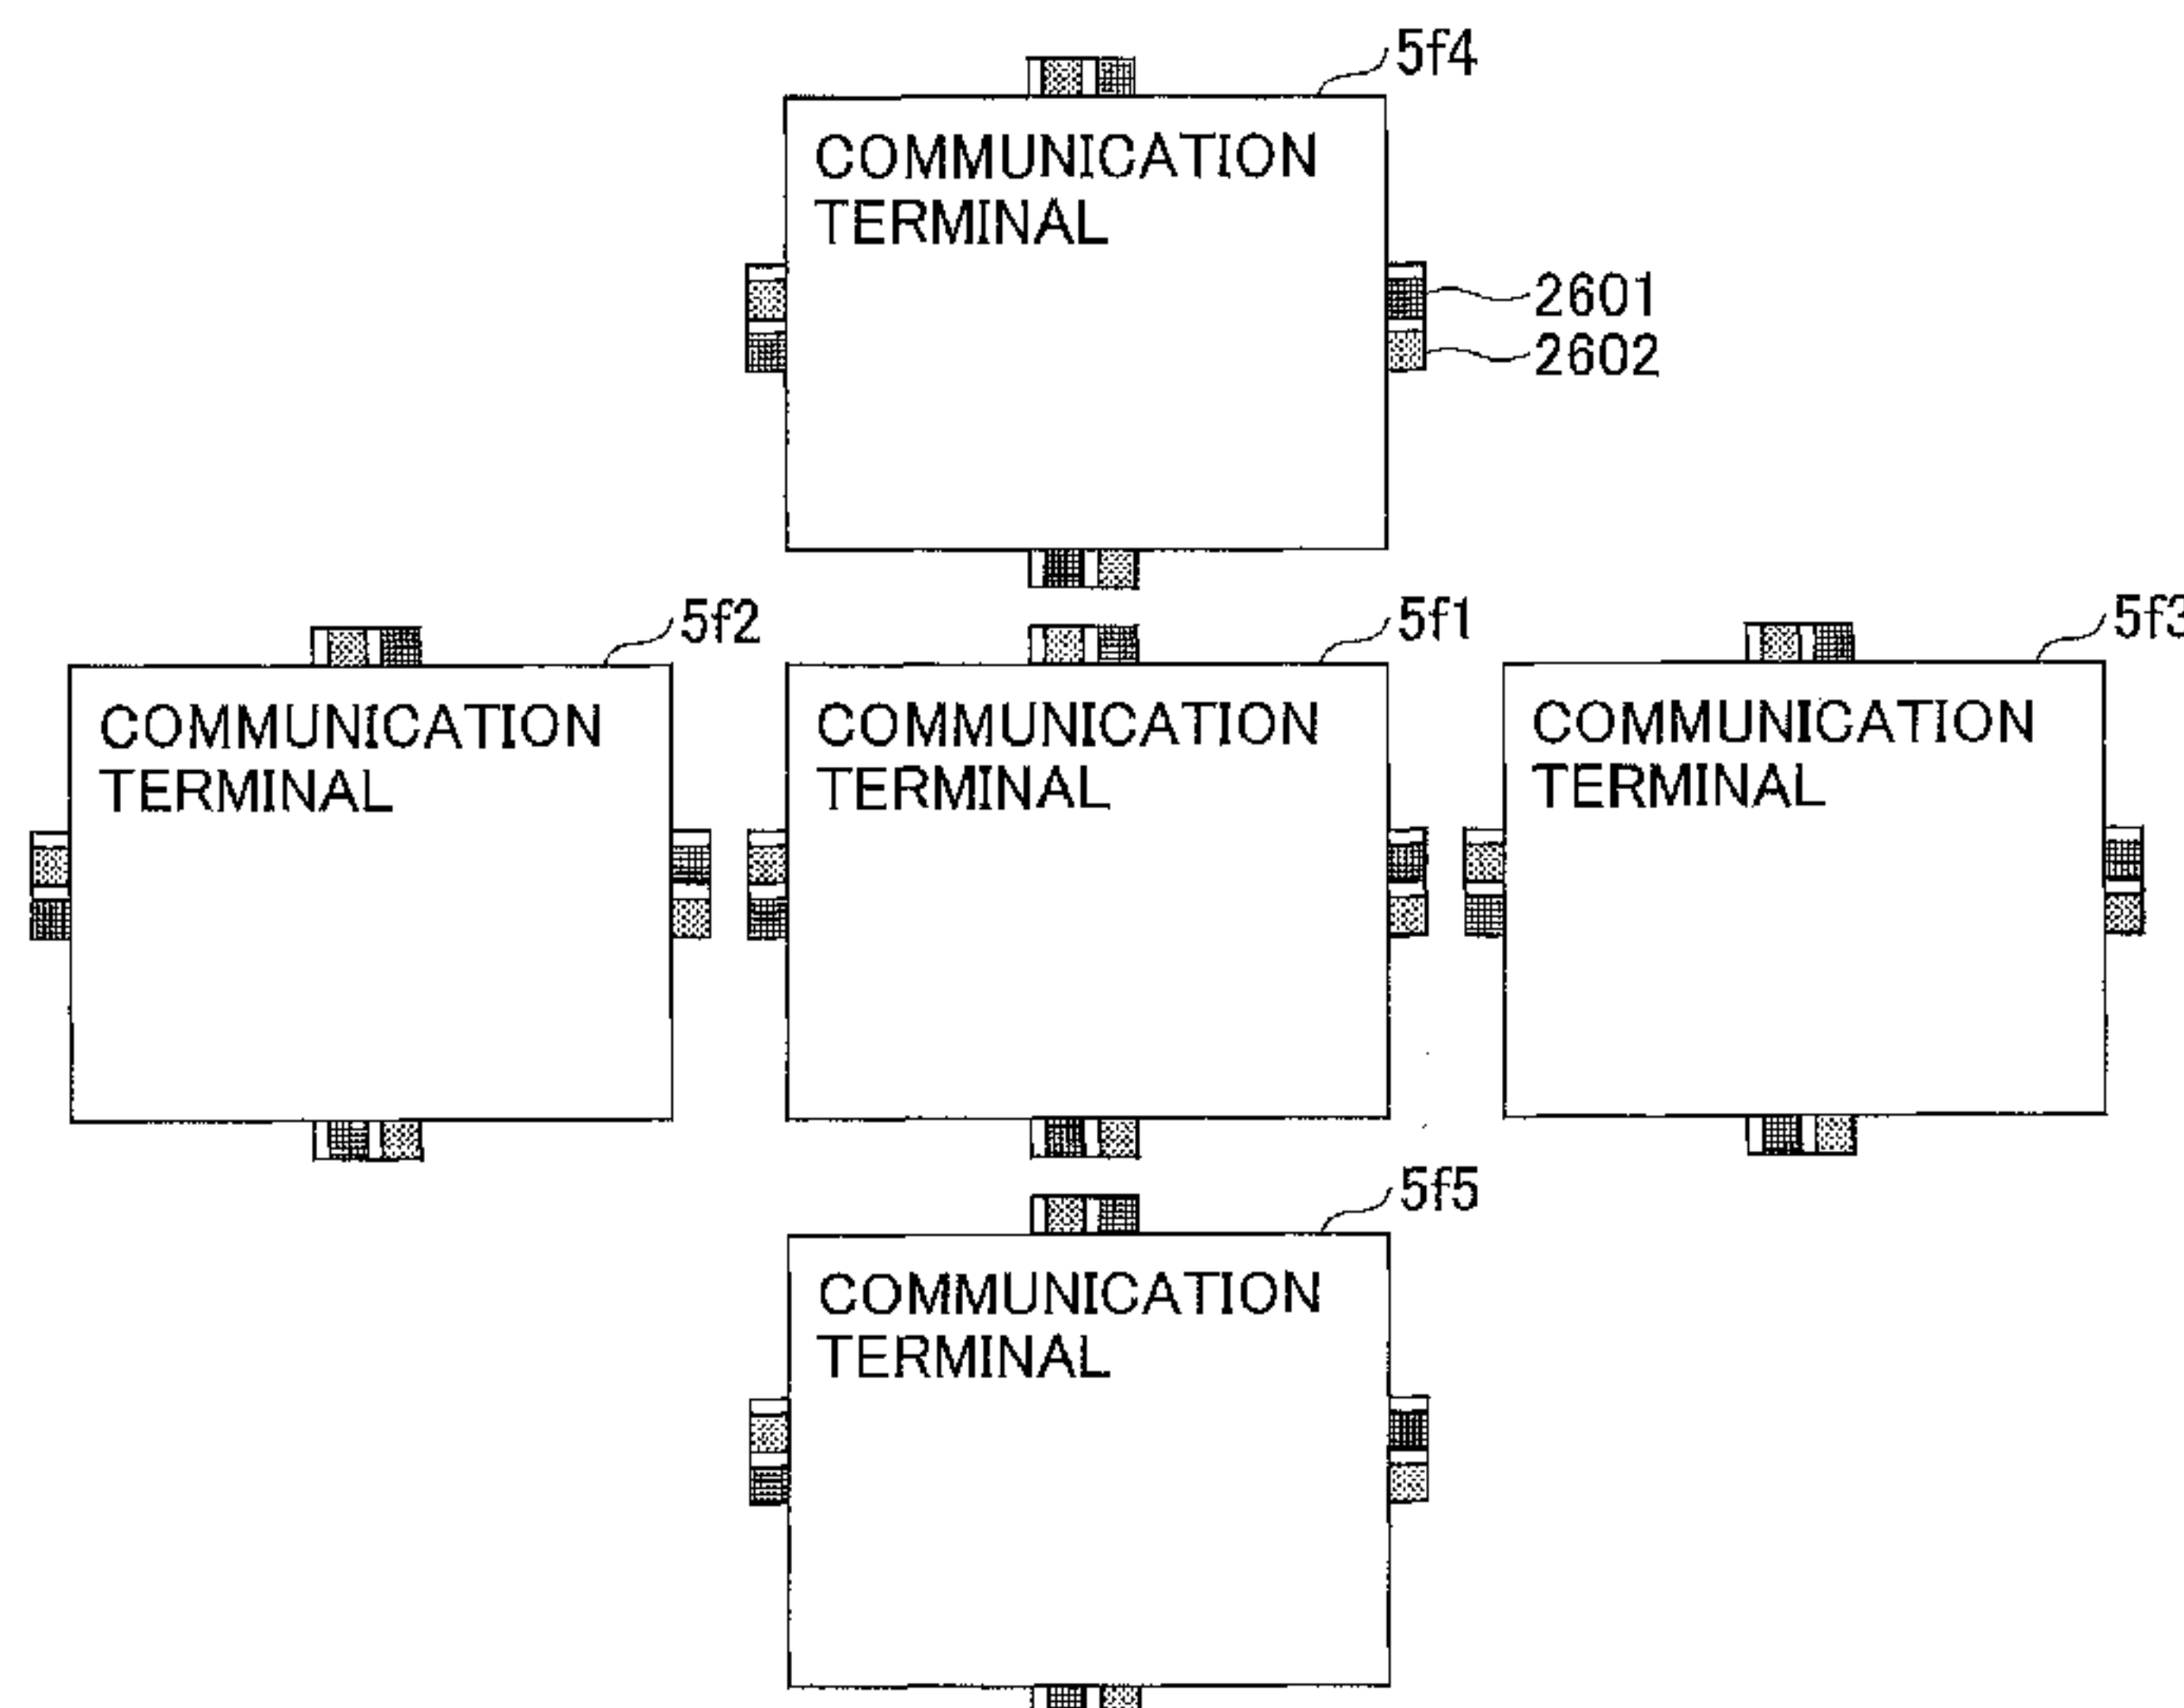 5f4
COMMUNICATION
TERMINAL
2601
2602
5f2
5f1
5f3
COMMUNICATION
TERMINAL
COMMUNICATION
TERMINAL
COMMUNICATION
TERMINAL
5f5
COMMUNICATION
TERMINAL